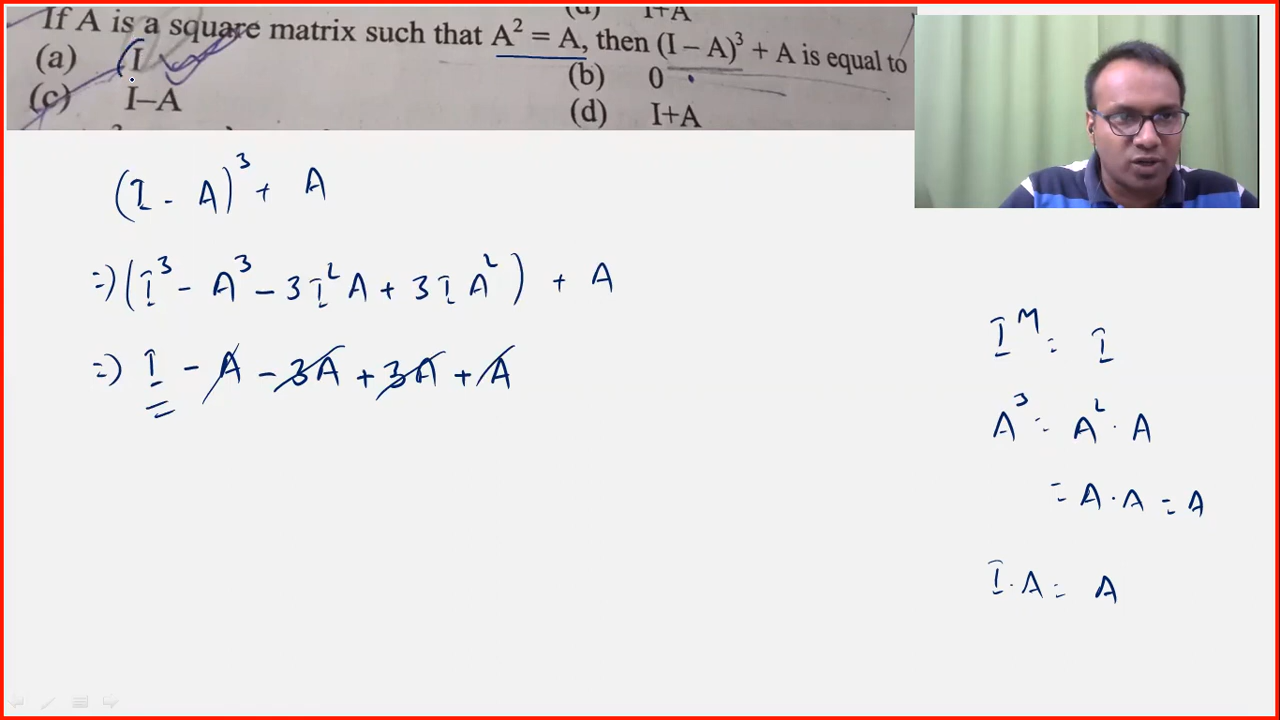 (d) I+A
If A is a square matrix such that A² = A, then (I – A)³ + A is equal to
(a) I (b) 0
(c) I–A (d) I+A
(I - A)³ + A
=) (I³ - A³ - 3I²A + 3IA²) + A
=) I - A - 3A + 3A + A
Iᴹ = I
A³ = A² · A
= A · A = A
I · A = A